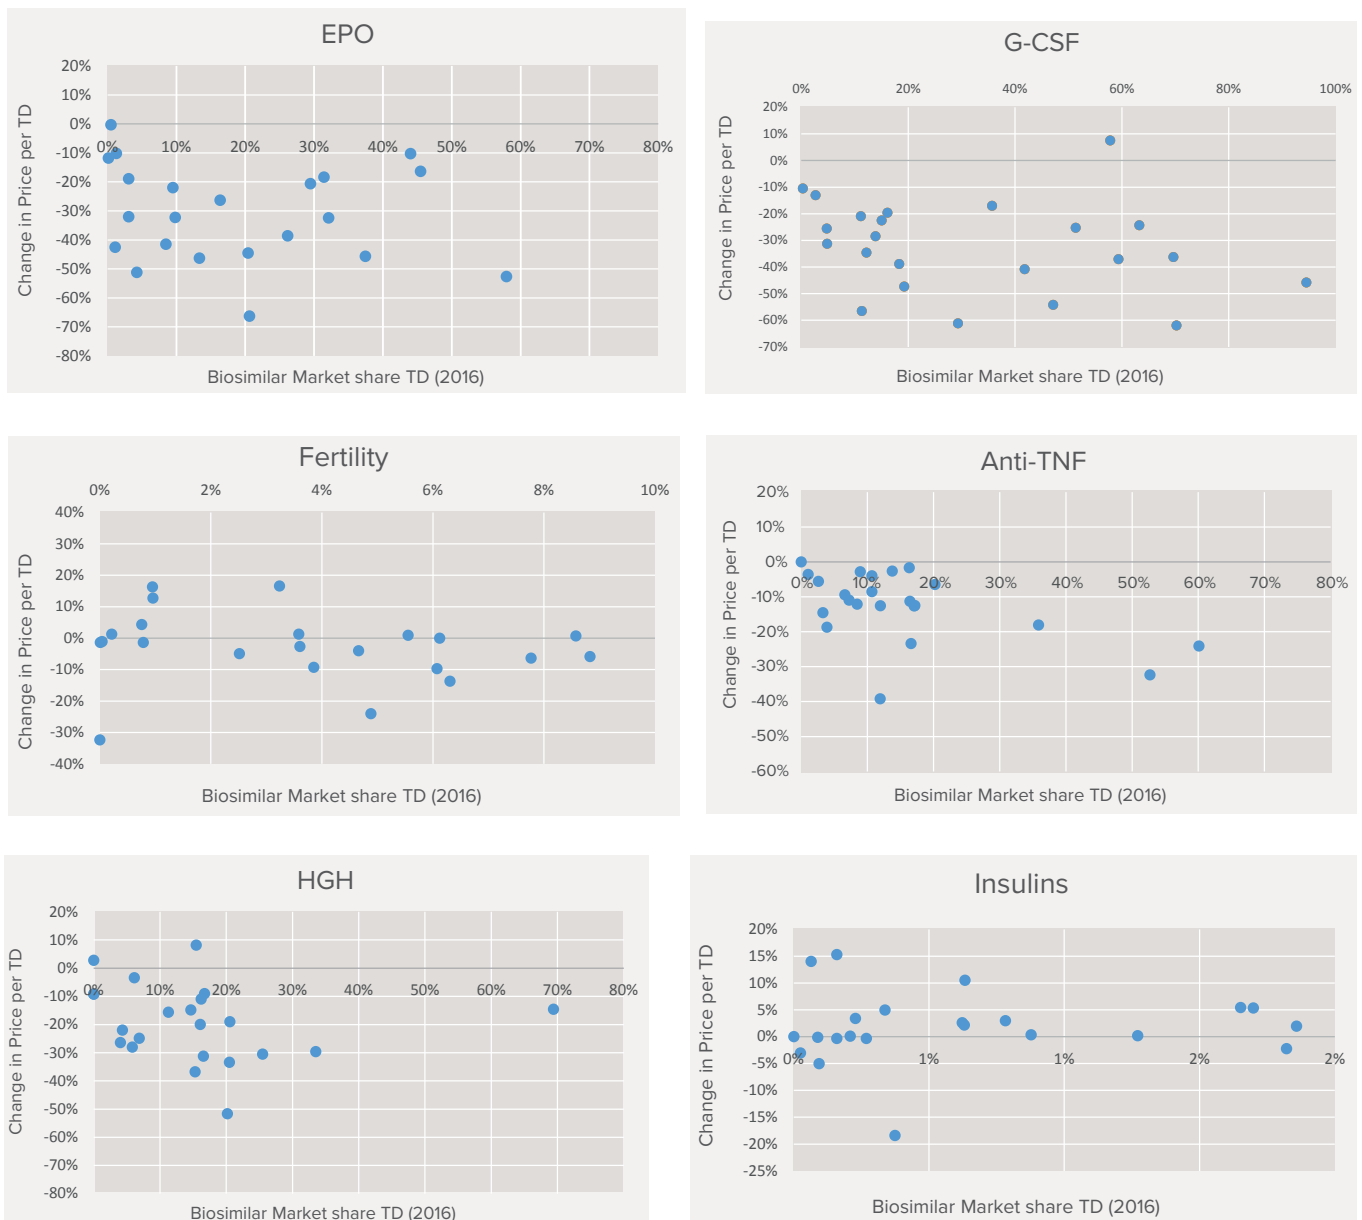 EPO
Change in Price per TD
20%
10%
0%
0% 10% 20% 30% 40% 50% 60% 70% 80%
-10%
-20%
-30%
-40%
-50%
-60%
-70%
-80%
Biosimilar Market share TD (2016)
G-CSF
0% 20% 40% 60% 80% 100%
Change in Price per TD
20%
10%
0%
-10%
-20%
-30%
-40%
-50%
-60%
-70%
Biosimilar Market share TD (2016)
Fertility
0% 2% 4% 6% 8% 10%
Change in Price per TD
40%
30%
20%
10%
0%
-10%
-20%
-30%
-40%
Biosimilar Market share TD (2016)
Anti-TNF
Change in Price per TD
20%
10%
0%
0% 10% 20% 30% 40% 50% 60% 70% 80%
-10%
-20%
-30%
-40%
-50%
-60%
Biosimilar Market share TD (2016)
HGH
Change in Price per TD
20%
10%
0%
0% 10% 20% 30% 40% 50% 60% 70% 80%
-10%
-20%
-30%
-40%
-50%
-60%
-70%
-80%
Biosimilar Market share TD (2016)
Insulins
Change in Price per TD
20%
15%
10%
5%
0%
0% 1% 1% 2% 2%
-5%
-10%
-15%
-20%
-25%
Biosimilar Market share TD (2016)